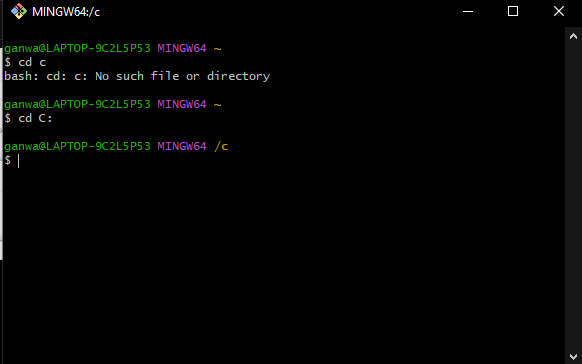 MINGW64:/c
ganwa@LAPTOP-9C2L5P53 MINGW64 ~
$ cd c
bash: cd: c: No such file or directory
ganwa@LAPTOP-9C2L5P53 MINGW64 ~
$ cd C:
ganwa@LAPTOP-9C2L5P53 MINGW64 /c
$